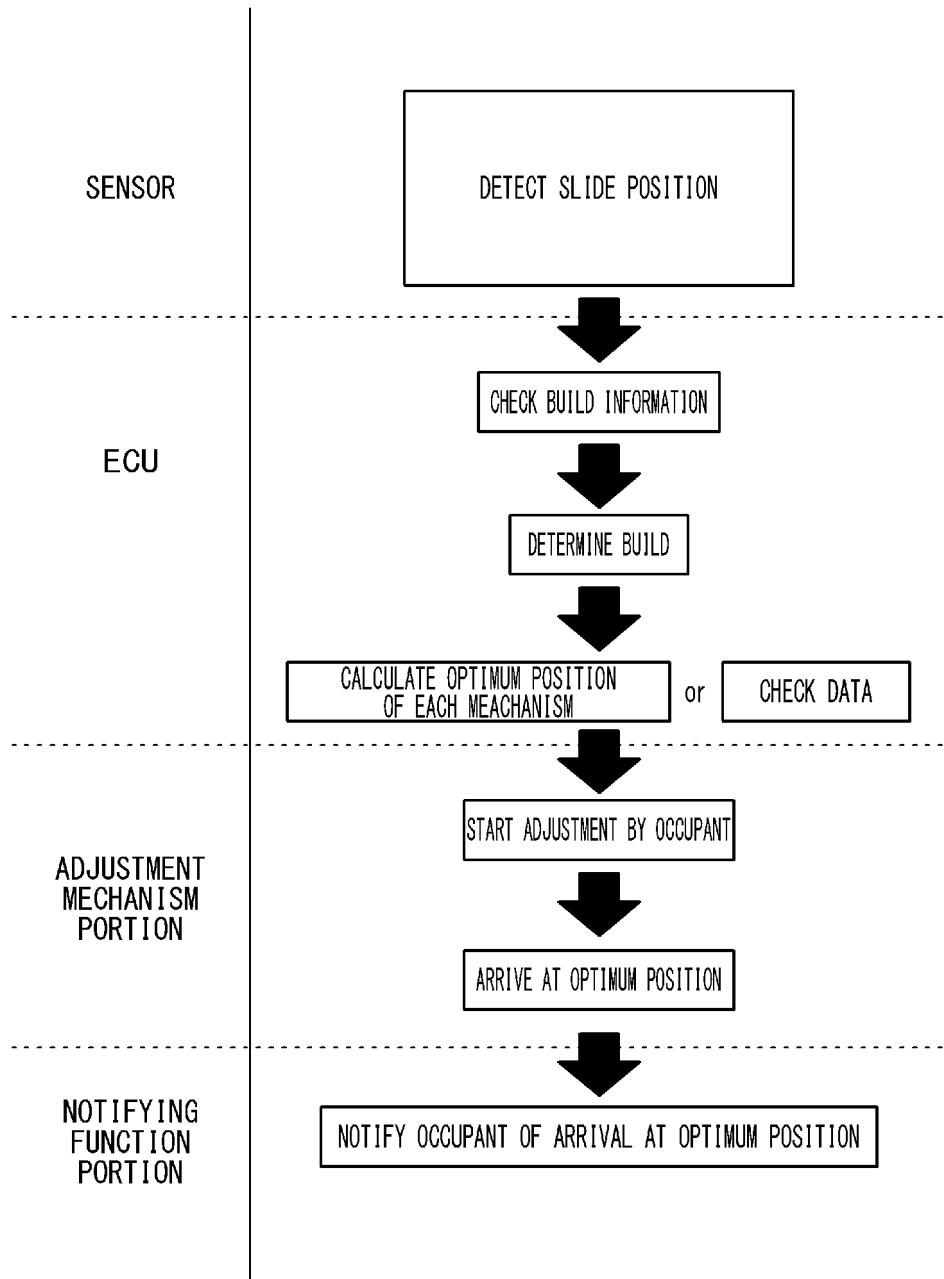 SENSOR
DETECT SLIDE POSITION
ECU
CHECK BUILD INFORMATION
DETERMINE BUILD
CALCULATE OPTIMUM POSITION
OF EACH MEACHANISM
or
CHECK DATA
ADJUSTMENT
MECHANISM
PORTION
START ADJUSTMENT BY OCCUPANT
ARRIVE AT OPTIMUM POSITION
NOTIFYING
FUNCTION
PORTION
NOTIFY OCCUPANT OF ARRIVAL AT OPTIMUM POSITION